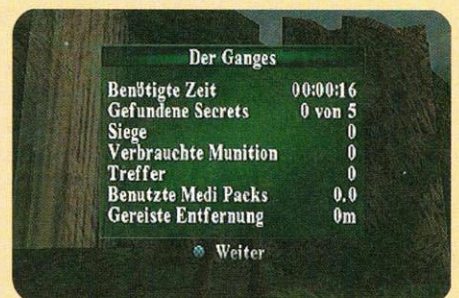 Der Ganges
Benötigte Zeit 00:00:16
Gefundene Secrets 0 von 5
Siege 0
Verbrauchte Munition 0
Treffer 0
Benutzte Medi Packs 0.0
Gereiste Entfernung 0m
Weiter